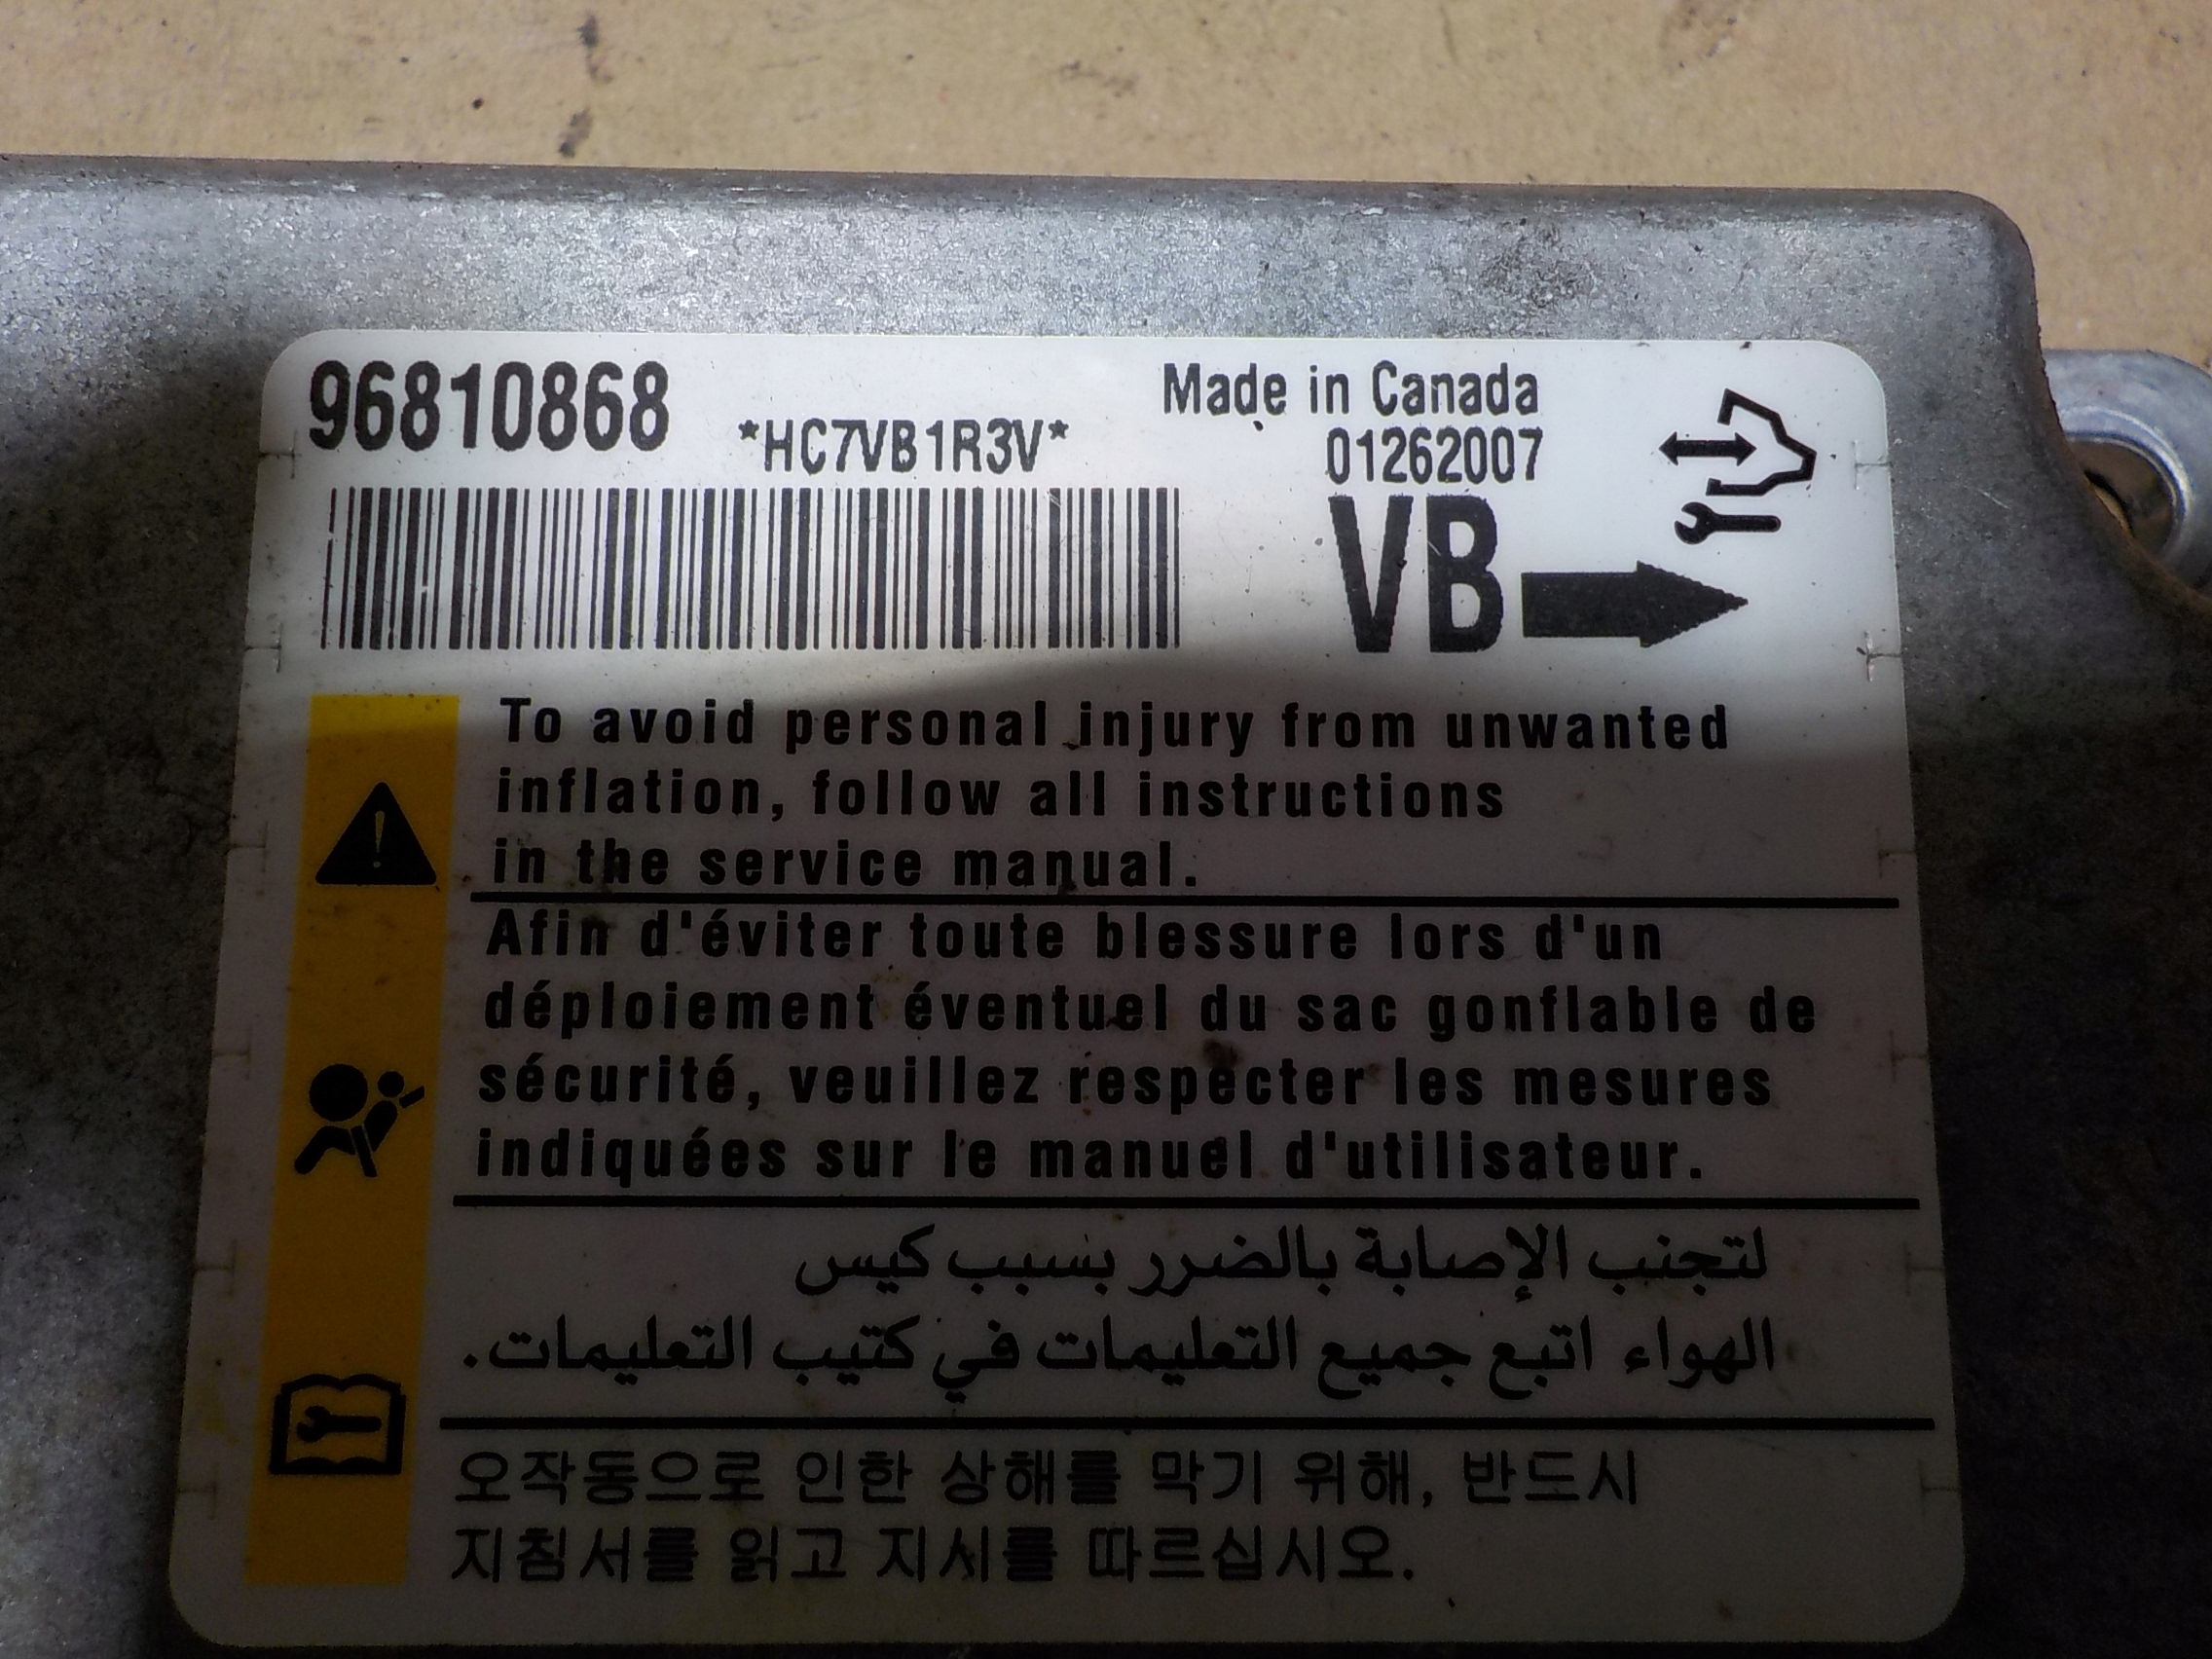 96810868
*HC7VB1R3V*
Made in Canada
01262007
VB
To avoid personal injury from unwanted
inflation, follow all instructions
in the service manual.
Afin d'éviter toute blessure lors d'un
déploiement éventuel du sac gonflable de
sécurité, veuillez respecter les mesures
indiquées sur le manuel d'utilisateur.
لتجنب الإصابة بالضرر بسبب كيس
الهواء اتبع جميع التعليمات في كتيب التعليمات.
오작동으로 인한 상해를 막기 위해, 반드시
지침서를 읽고 지시를 따르십시오.